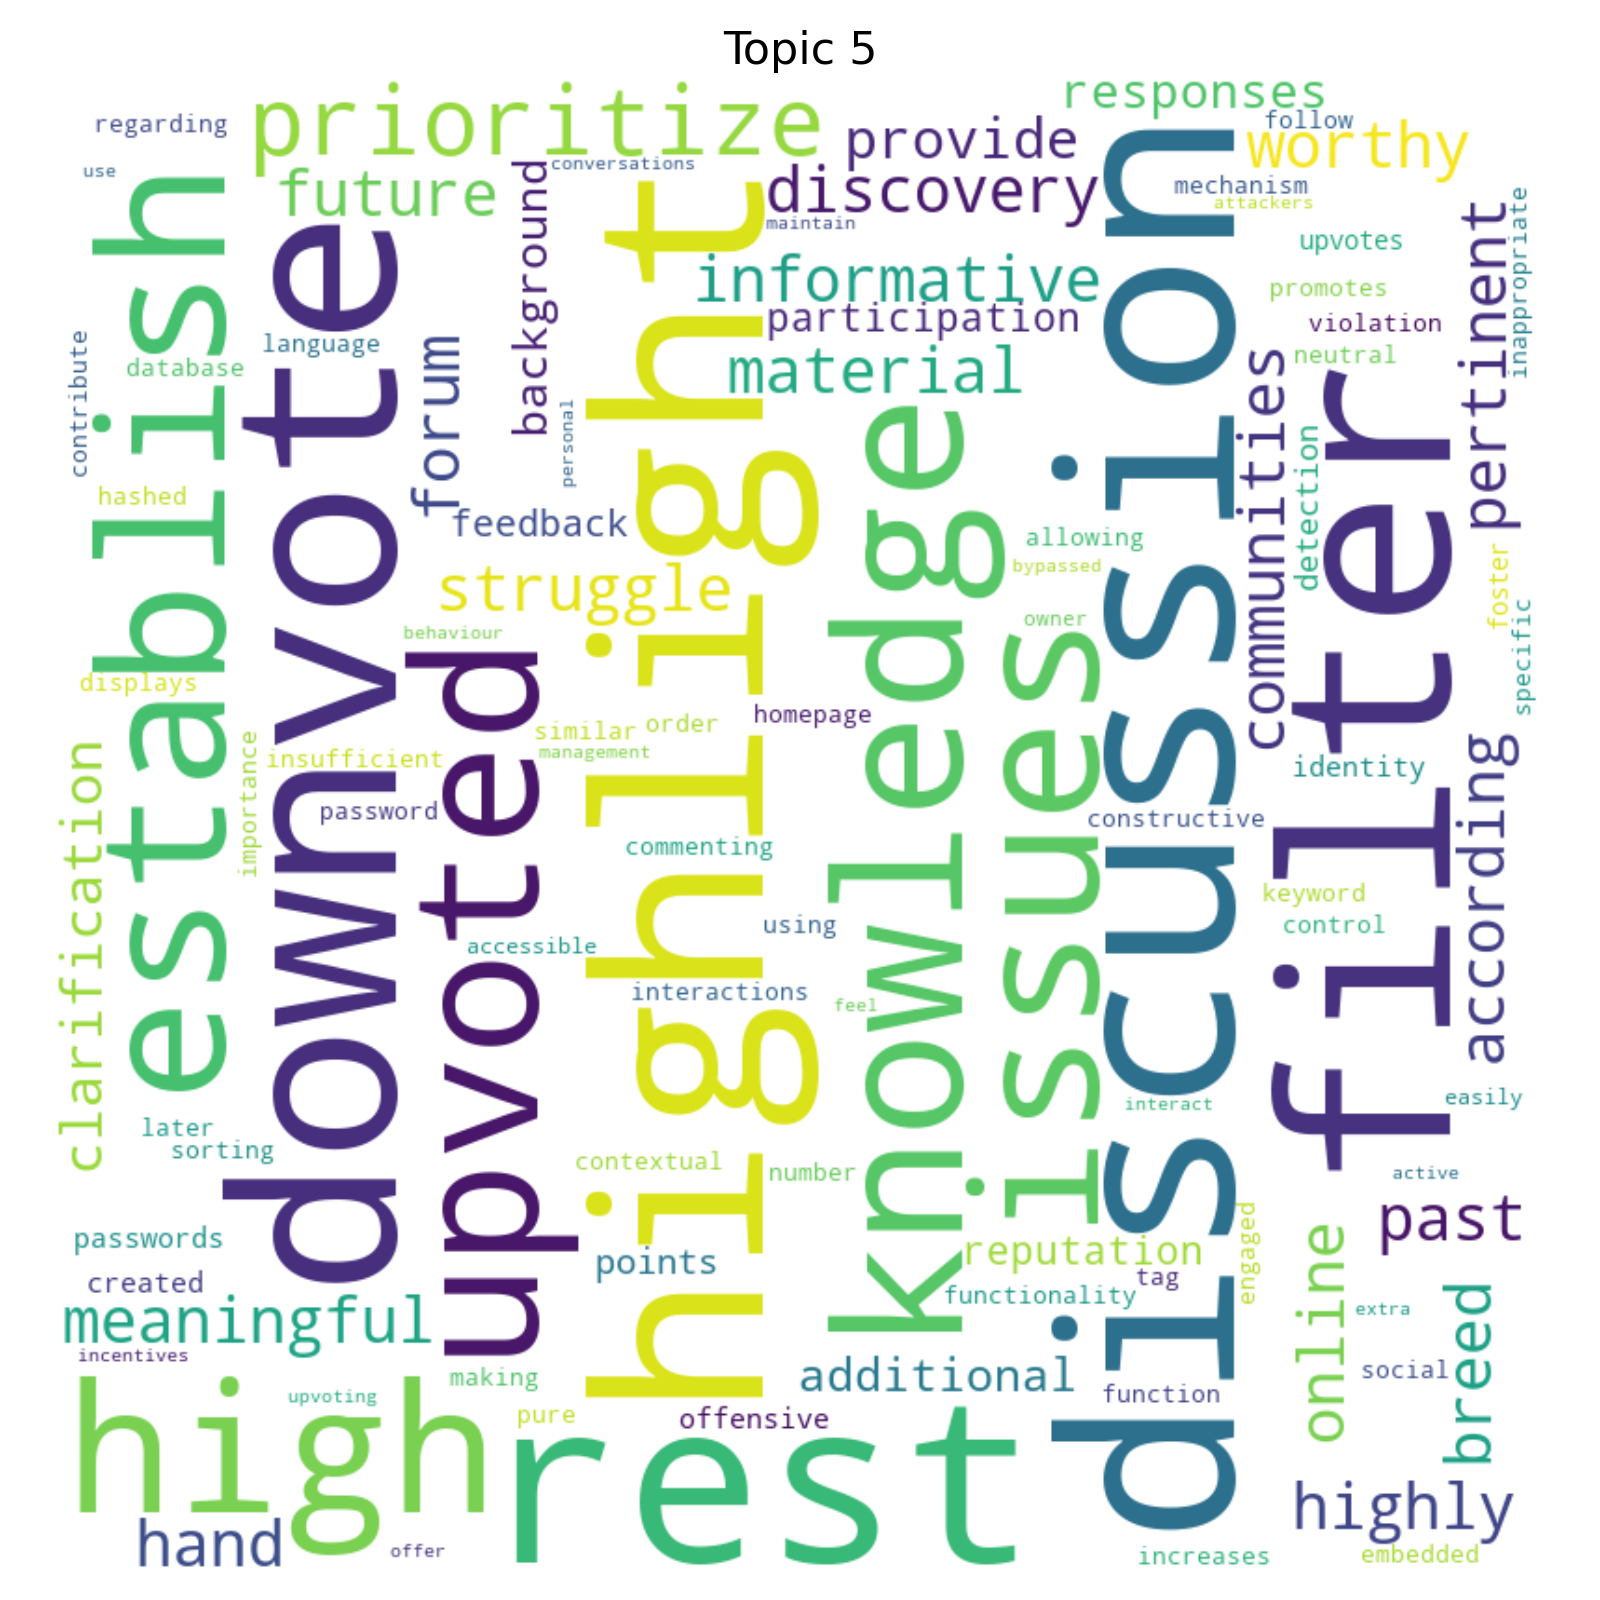 Topic 5
responses
prioritize
regarding
follow
provide
worthy
conversations
use
future
discovery
mechanism
attackers
maintain
background
establish
downvote
highlight
discussion
upvotes
inappropriate
pertinent
informative
promotes
participation
violation
language
neutral
database
material
contribute
forum
personal
communities
filter
hashed
detection
feedback
knowledge
allowing
bypassed
struggle
foster
specific
owner
behaviour
issues
upvoted
displays
homepage
similar
order
management
insufficient
importance
identity
clarification
password
constructive
according
commenting
keyword
control
using
accessible
interactions
feel
easily
interact
later
sorting
contextual
number
active
past
passwords
reputation
engaged
points
tag
created
functionality
online
extra
breed
meaningful
incentives
additional
social
making
function
high
upvoting
pure
offensive
rest
highly
hand
offer
increases
embedded